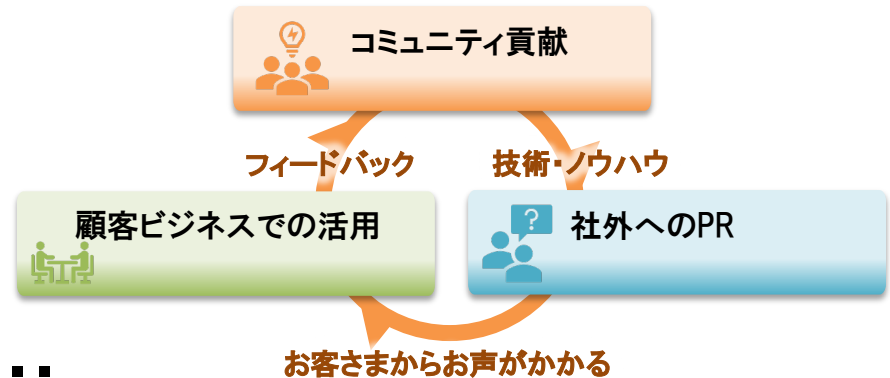 コミュニティ貢献
フィードバック
技術・ノウハウ
顧客ビジネスでの活用
?
社外へのPR
お客さまからお声がかかる